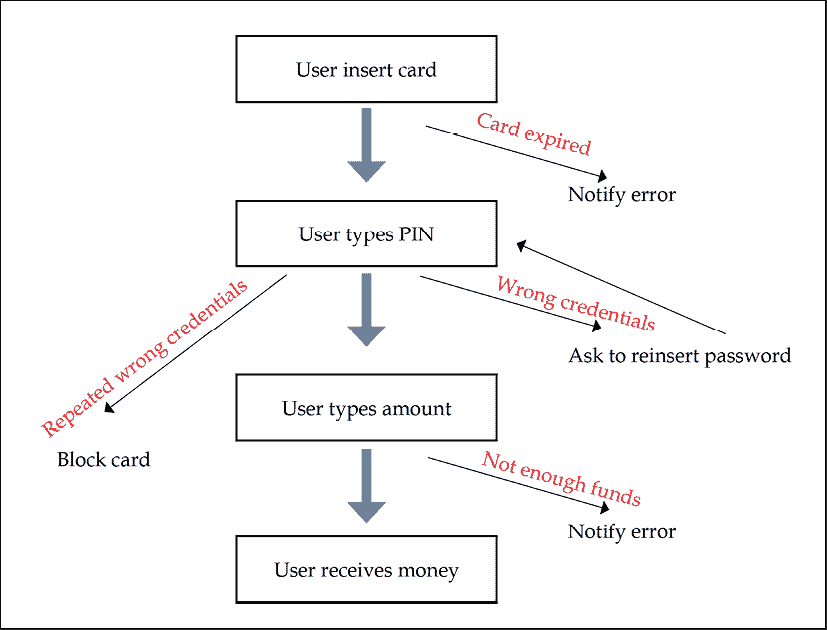 User insert card
Card expired
Notify error
User types PIN
Wrong credentials
Repeated wrong credentials
Ask to reinsert password
User types amount
Block card
Not enough funds
Notify error
User receives money